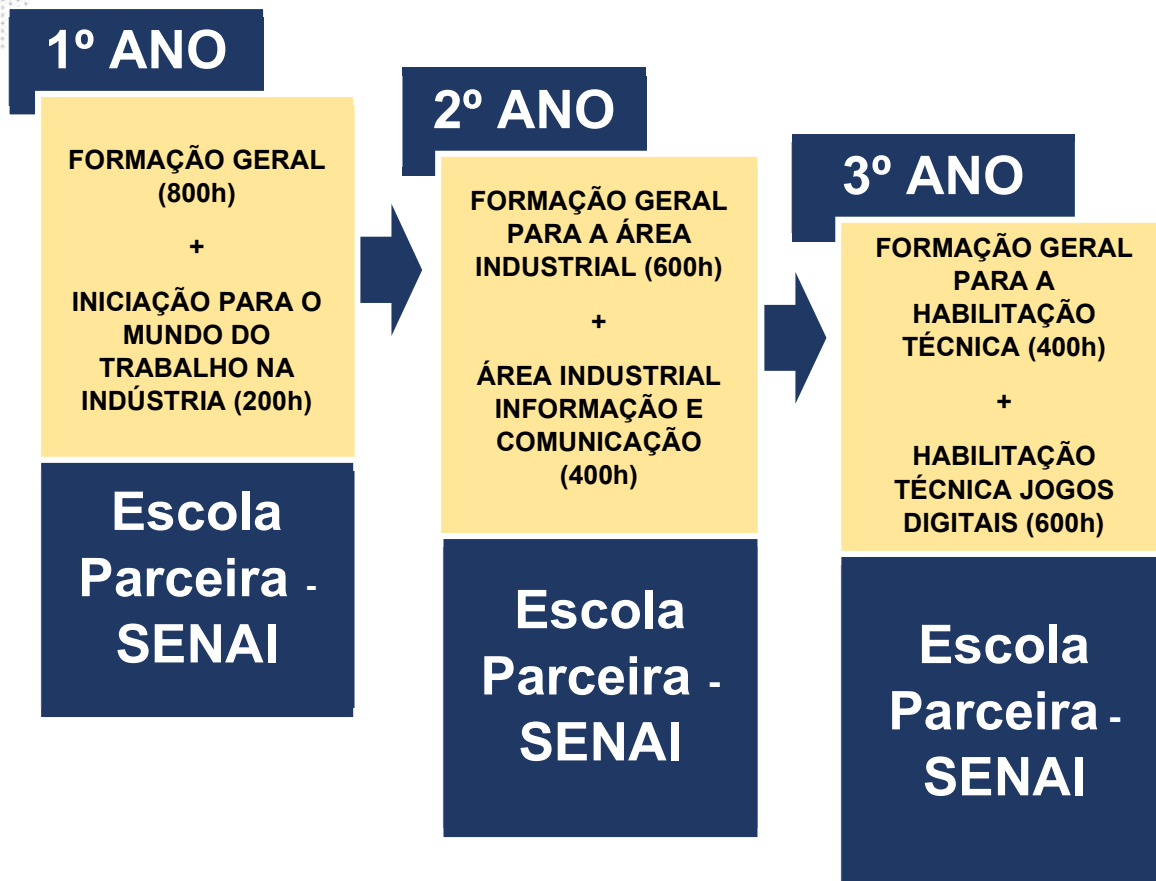 1º ANO
FORMAÇÃO GERAL
(800h)
+
INICIAÇÃO PARA O
MUNDO DO
TRABALHO NA
INDÚSTRIA (200h)
Escola
Parceira -
SENAI
2º ANO
FORMAÇÃO GERAL
PARA A ÁREA
INDUSTRIAL (600h)
+
ÁREA INDUSTRIAL
INFORMAÇÃO E
COMUNICAÇÃO
(400h)
Escola
Parceira -
SENAI
3º ANO
FORMAÇÃO GERAL
PARA A
HABILITAÇÃO
TÉCNICA (400h)
+
HABILITAÇÃO
TÉCNICA JOGOS
DIGITAIS (600h)
Escola
Parceira -
SENAI